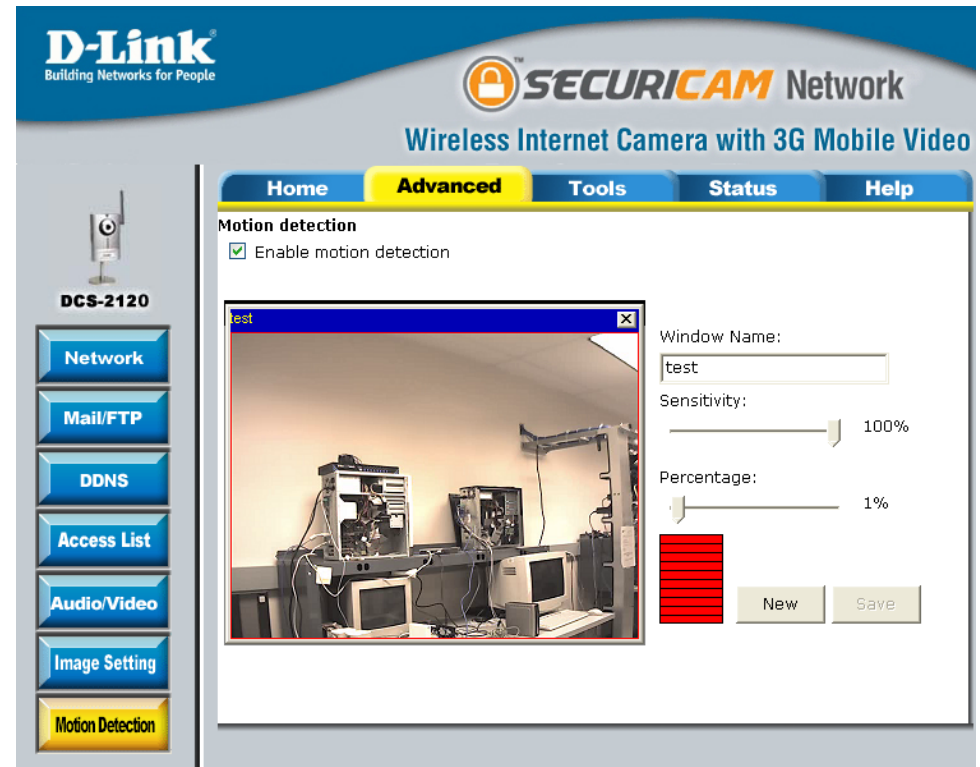 D-Link®
Building Networks for People
SECURICAM Network™
Wireless Internet Camera with 3G Mobile Video
Home
Advanced
Tools
Status
Help
DCS-2120
Network
Mail/FTP
DDNS
Access List
Audio/Video
Image Setting
Motion Detection
Motion detection
Enable motion detection
test
Window Name:
test
Sensitivity:
100%
Percentage:
1%
New
Save